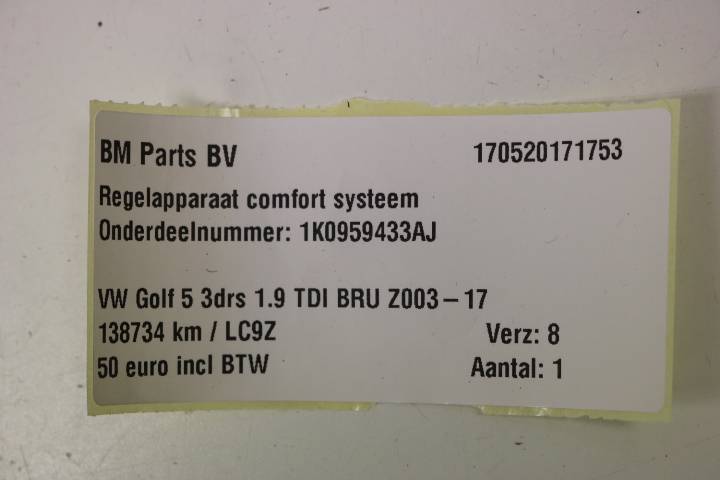 BM Parts BV 170520171753
Regelapparaat comfort systeem
Onderdeelnummer: 1K0959433AJ
VW Golf 5 3drs 1.9 TDI BRU Z003-17
138734 km / LC9Z Verz: 8
50 euro incl BTW Aantal: 1